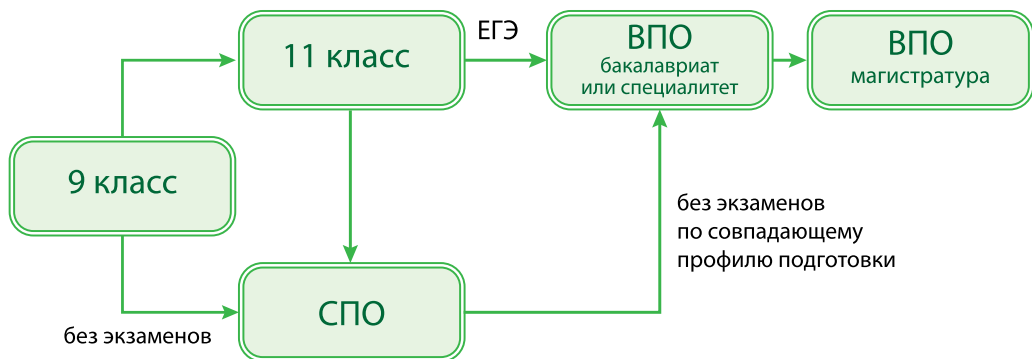 11 класс
ЕГЭ
ВПО
бакалавриат
или специалитет
ВПО
магистратура
9 класс
без экзаменов
по совпадающему
профилю подготовки
СПО
без экзаменов